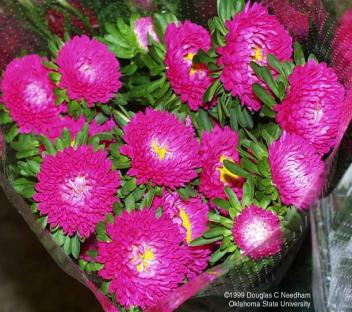 ©1999 Douglas C Needham
Oklahoma State University